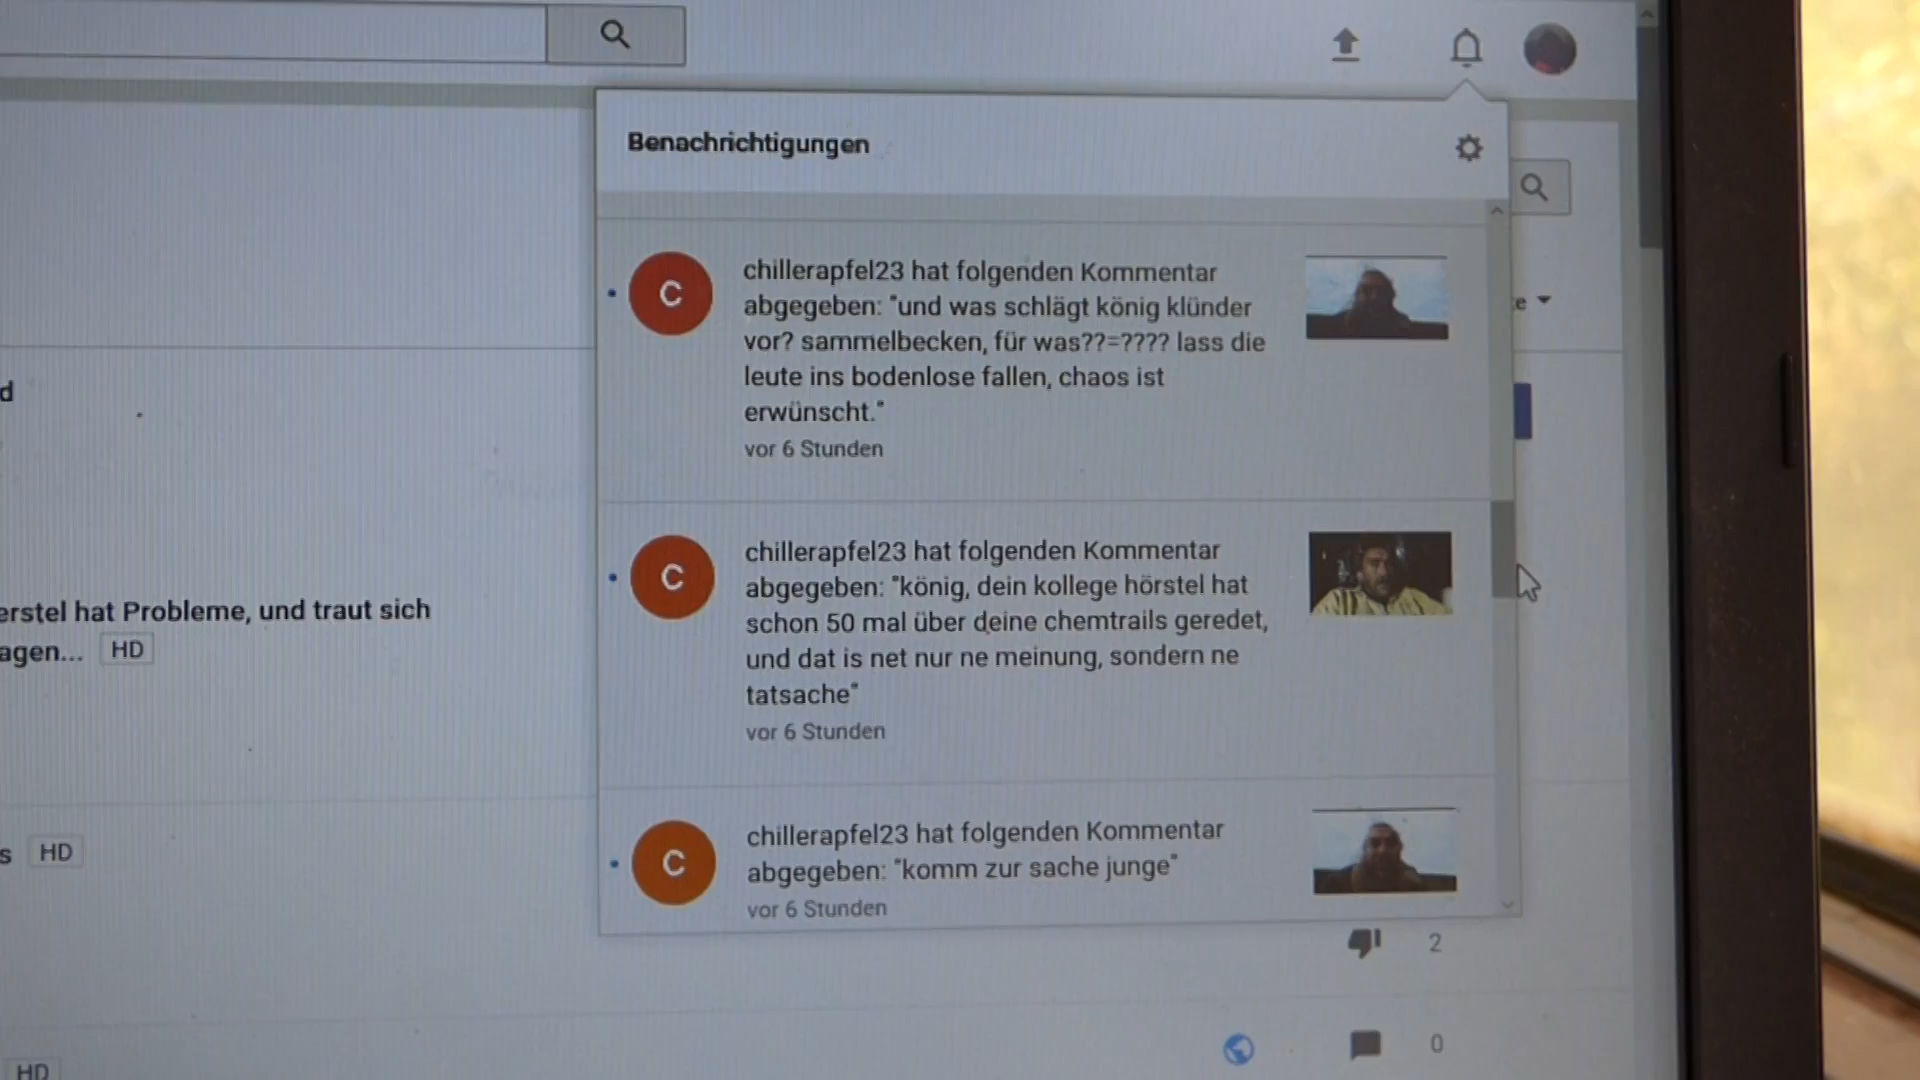 Benachrichtigungen
chillerapfel23 hat folgenden Kommentar
abgegeben: "und was schlägt könig klünder
vor? sammelbecken, für was??=???? lass die
leute ins bodenlose fallen, chaos ist
erwünscht."
vor 6 Stunden
C
chillerapfel23 hat folgenden Kommentar
abgegeben: "könig, dein kollege hörstel hat
schon 50 mal über deine chemtrails geredet,
und dat is net nur ne meinung, sondern ne
tatsache"
vor 6 Stunden
C
chillerapfel23 hat folgenden Kommentar
abgegeben: "komm zur sache junge"
vor 6 Stunden
C
e
d
erstel hat Probleme, und traut sich
agen... HD
s HD
2
0
HD